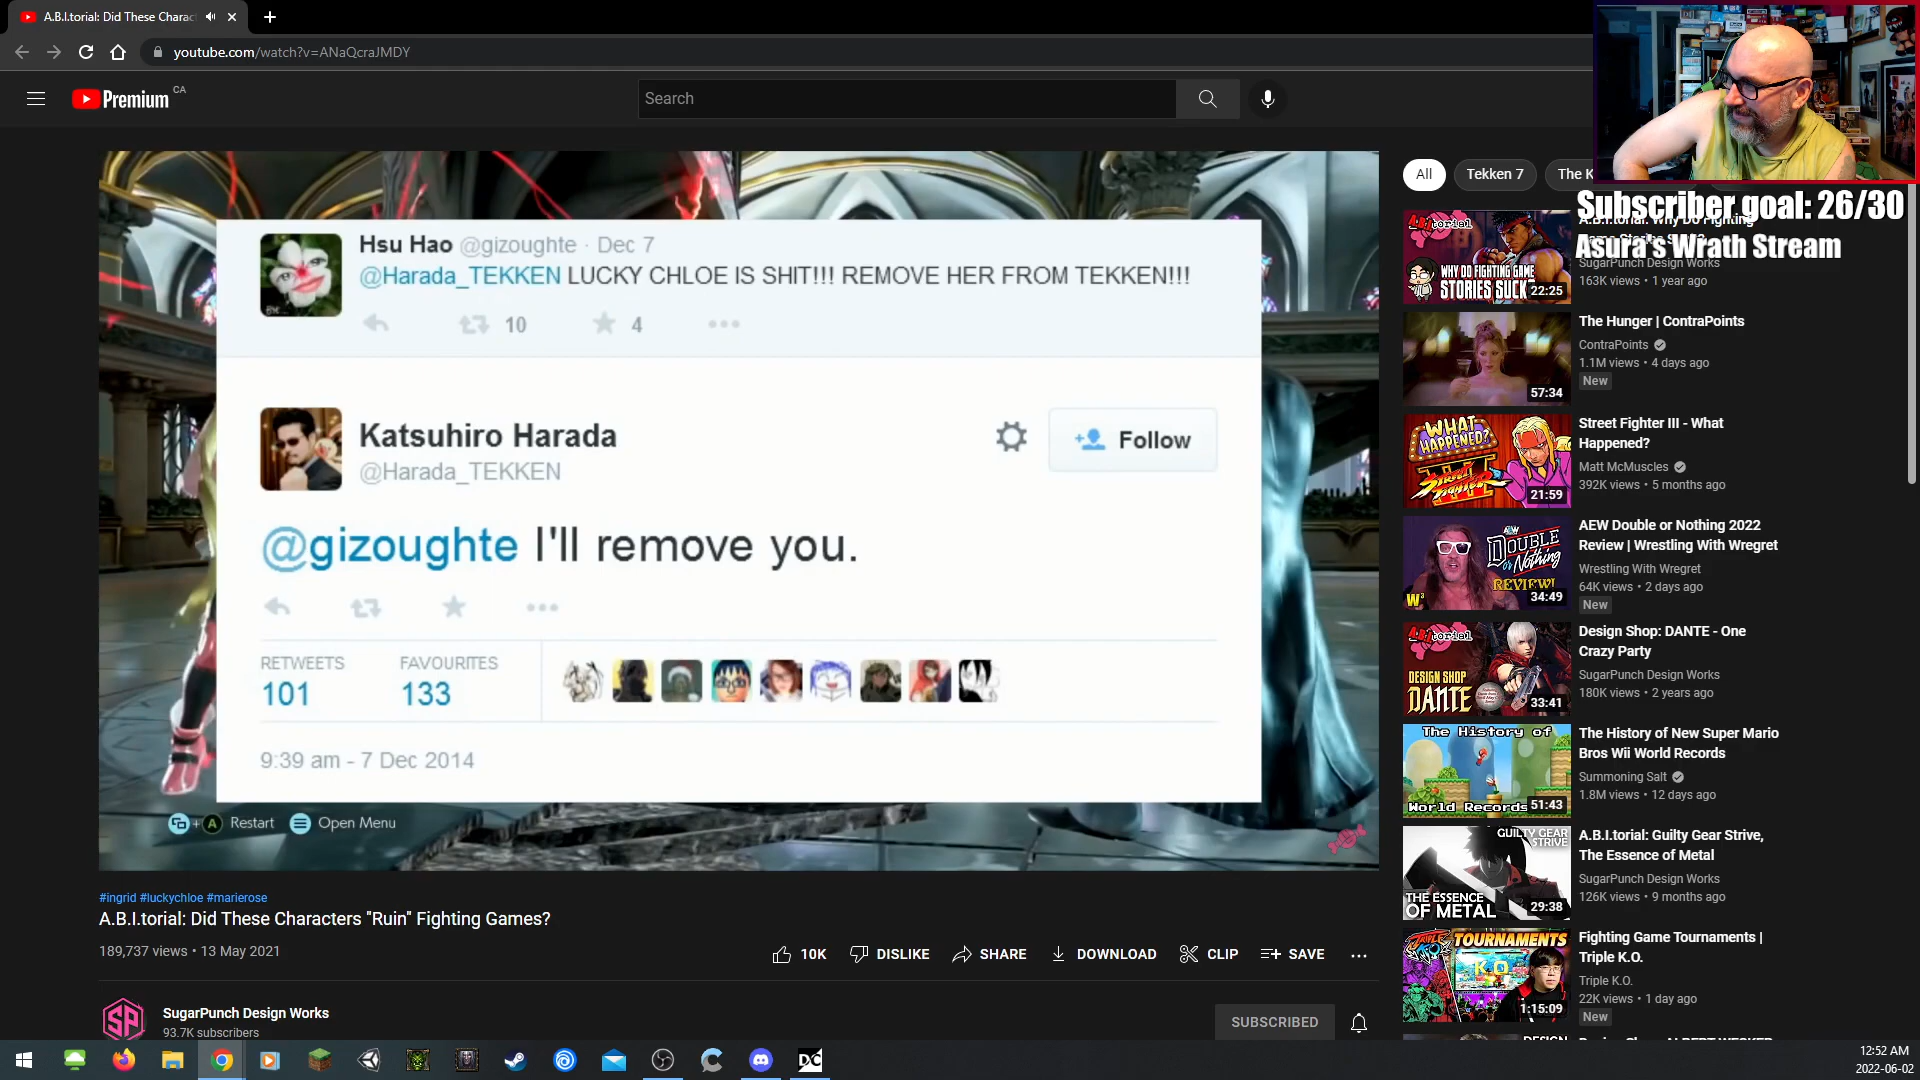 A.B.I.torial: Did These Charac
youtube.com/watch?v=ANaQcraJMDY
Premium CA
Search
All
Tekken 7
The K
Subscriber goal: 26/30
Asura's Wrath Stream
Hsu Hao @gizoughte · Dec 7
@Harada_TEKKEN LUCKY CHLOE IS SHIT!!! REMOVE HER FROM TEKKEN!!!
10
4
Katsuhiro Harada
@Harada_TEKKEN
Follow
@gizoughte I'll remove you.
RETWEETS
101
FAVOURITES
133
9:39 am - 7 Dec 2014
+ A Restart
Open Menu
#ingrid #luckychloe #marierose
A.B.I.torial: Did These Characters "Ruin" Fighting Games?
189,737 views • 13 May 2021
10K
DISLIKE
SHARE
DOWNLOAD
CLIP
SAVE
SP
SugarPunch Design Works
93.7K subscribers
SUBSCRIBED
A.B.I.torial
WHY DO FIGHTING GAME
STORIES SUCK?
22:25
A.B.I.torial: Why Do Fighting
SugarPunch Design Works
163K views • 1 year ago
57:34
The Hunger | ContraPoints
ContraPoints
1.1M views • 4 days ago
New
WHAT
HAPPENED?
STREET FIGHTER III
21:59
Street Fighter III - What
Happened?
Matt McMuscles
392K views • 5 months ago
AEW
DOUBLE
or Nothing
REVIEW!
W3
34:49
AEW Double or Nothing 2022
Review | Wrestling With Wregret
Wrestling With Wregret
64K views • 2 days ago
New
A.B.I.torial
DESIGN SHOP
DANTE
33:41
Design Shop: DANTE - One
Crazy Party
SugarPunch Design Works
180K views • 2 years ago
The History of
World Records
51:43
The History of New Super Mario
Bros Wii World Records
Summoning Salt
1.8M views • 12 days ago
GUILTY GEAR
STRIVE
THE ESSENCE
OF METAL
29:38
A.B.I.torial: Guilty Gear Strive,
The Essence of Metal
SugarPunch Design Works
126K views • 9 months ago
TRIPLE K.O.
TOURNAMENTS
K.O.
1:15:09
Fighting Game Tournaments |
Triple K.O.
Triple K.O.
22K views • 1 day ago
New
DC
12:52 AM
2022-06-02